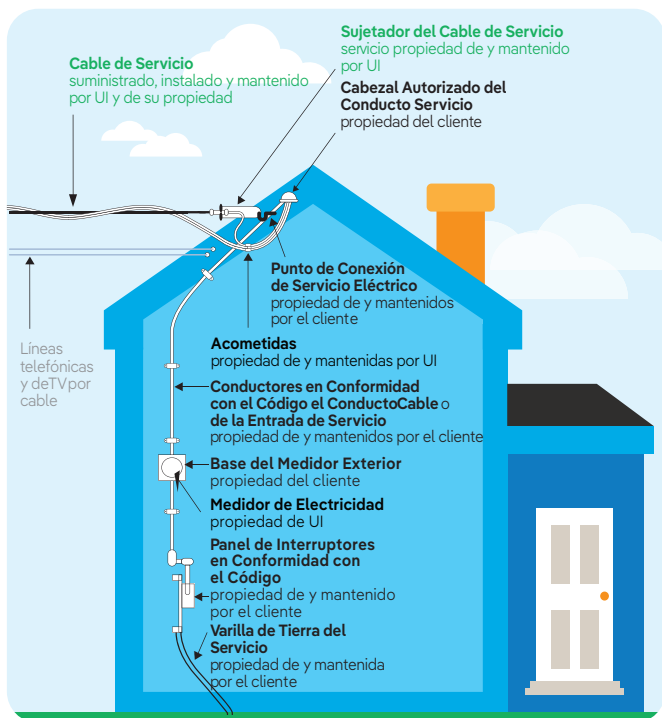 Sujetador del Cable de Servicio
servicio propiedad de y mantenido
por UI
Cable de Servicio
suministrado, instalado y mantenido
por UI y de su propiedad
Cabezal Autorizado del
Conducto Servicio
propiedad del cliente
Punto de Conexión
de Servicio Eléctrico
propiedad de y mantenidos
por el cliente
Líneas
telefónicas
y deTVpor
cable
Acometidas
propiedad de y mantenidas por UI
Conductores en Conformidad
con el Código el ConductoCable o
de la Entrada de Servicio
propiedad de y mantenidos por el cliente
Base del Medidor Exterior
propiedad del cliente
Medidor de Electricidad
propiedad de UI
Panel de Interruptores
en Conformidad con
el Código
propiedad de y mantenido
por el cliente
Varilla de Tierra del
Servicio
propiedad de y mantenida
por el cliente